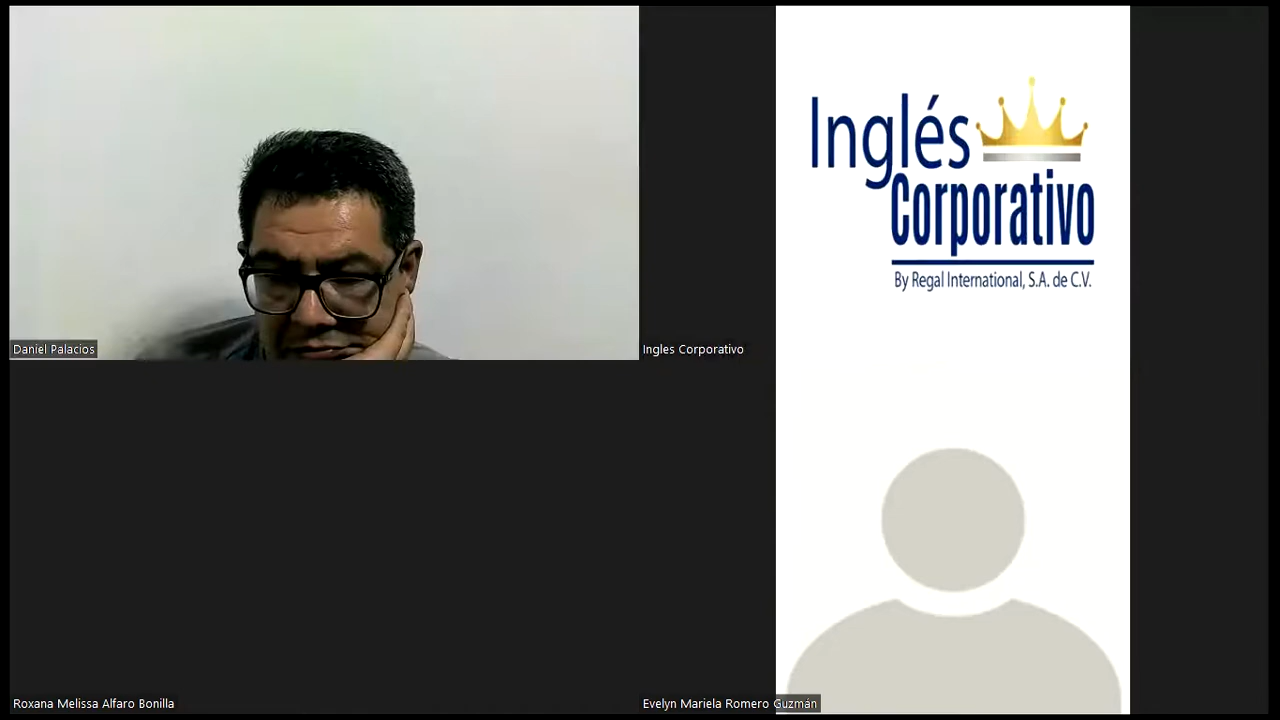 Inglés
Corporativo
By Regal International, S.A. de C.V.
Daniel Palacios
Ingles Corporativo
Roxana Melissa Alfaro Bonilla
Evelyn Mariela Romero Guzmán